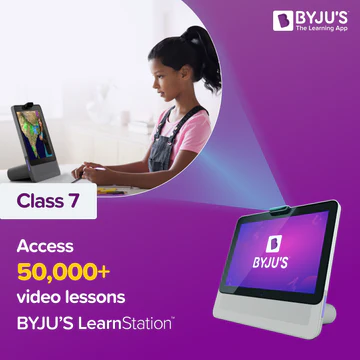 BYJU'S
The Learning App
Class 7
Access
50,000+
video lessons
BYJU'S LearnStation™
BYJU'S